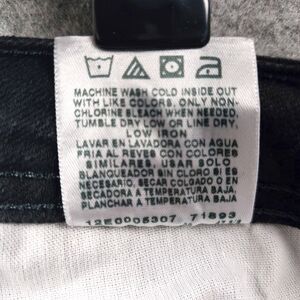 MACHINE WASH COLD INSIDE OUT
WITH LIKE COLORS, ONLY NON-
CHLORINE BLEACH WHEN NEEDED,
TUMBLE DRY LOW OR LINE DRY,
LOW IRON
LAVAR EN LAVADORA CON AGUA
FRIA AL REVES CON COLORES
SIMILARES, USAR SOLO
BLANQUEADOR SIN CLORO SI ES
NECESARIO, SECAR COLGADO O EN
SECADORA A TEMPERATURA BAJA,
PLANCHAR A TEMPERATURA BAJA
12E0005307 71893